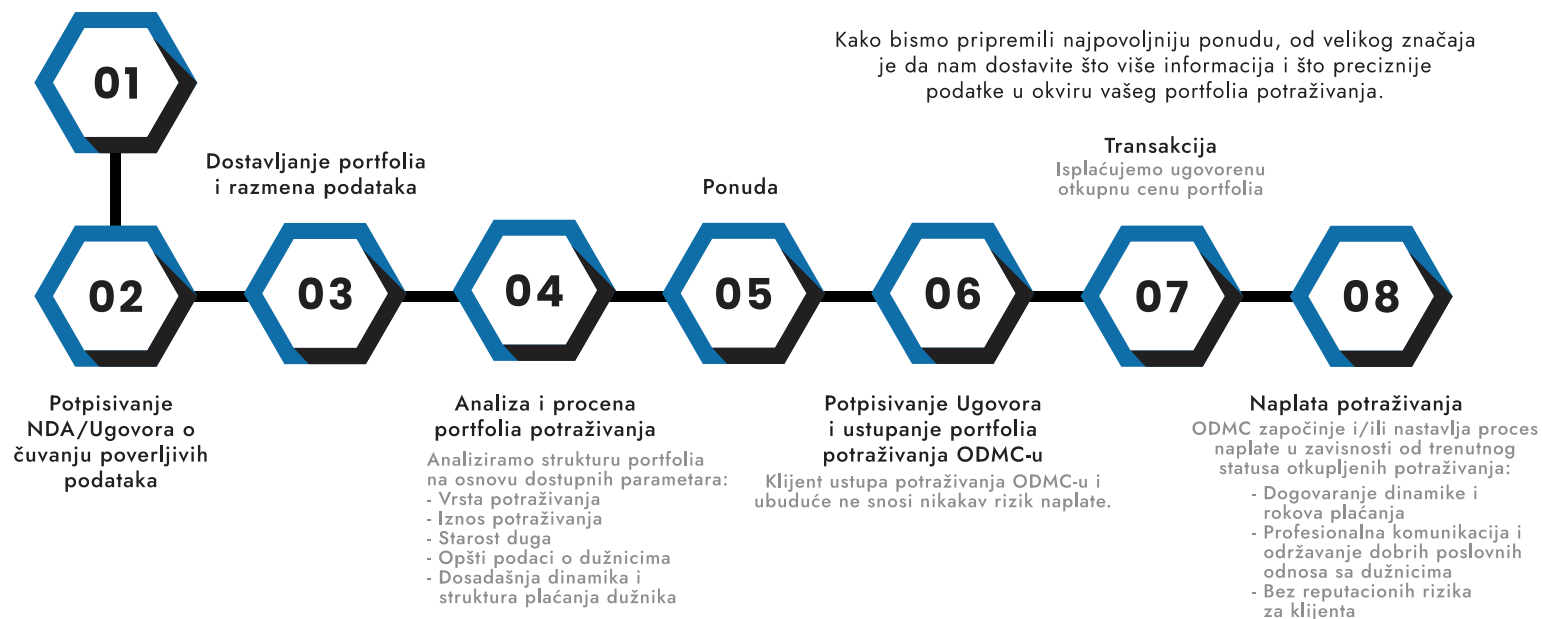 01
Kako bismo pripremili najpovoljniju ponudu, od velikog značaja
je da nam dostavite što više informacija i što preciznije
podatke u okviru vašeg portfolia potraživanja.
02
Potpisivanje
NDA/Ugovora o
čuvanju poverljivih
podataka
Dostavljanje portfolia
i razmena podataka
03
04
Analiza i procena
portfolia potraživanja
Analiziramo strukturu portfolia
na osnovu dostupnih parametara:
- Vrsta potraživanja
- Iznos potraživanja
- Starost duga
- Opšti podaci o dužnicima
- Dosadašnja dinamika i
struktura plaćanja dužnika
Ponuda
05
06
Potpisivanje Ugovora
i ustupanje portfolia
potraživanja ODMC-u
Klijent ustupa potraživanja ODMC-u i
ubuduće ne snosi nikakav rizik naplate.
Transakcija
Isplaćujemo ugovorenu
otkupnu cenu portfolia
07
08
Naplata potraživanja
ODMC započinje i/ili nastavlja proces
naplate u zavisnosti od trenutnog
statusa otkupljenih potraživanja:
- Dogovaranje dinamike i
rokova plaćanja
- Profesionalna komunikacija i
održavanje dobrih poslovnih
odnosa sa dužnicima
- Bez reputacionih rizika
za klijenta